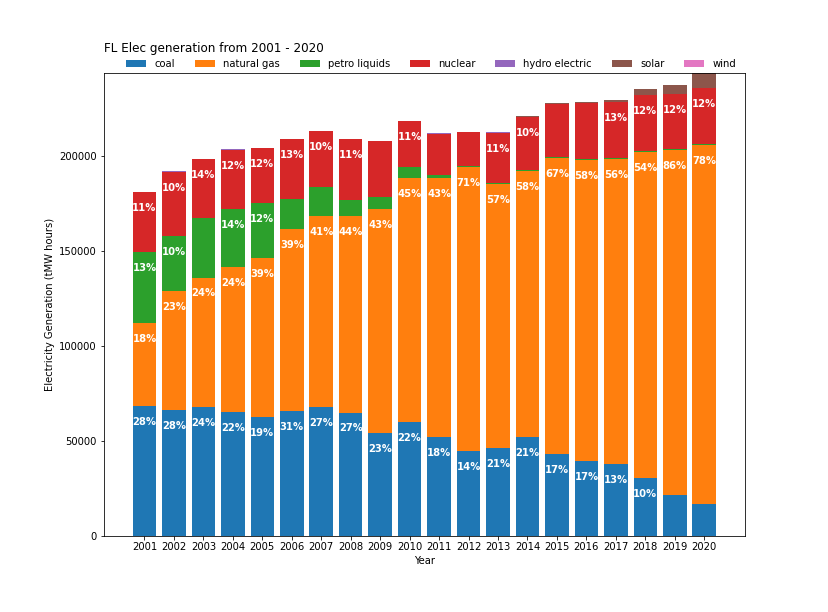 FL Elec generation from 2001 - 2020
coal natural gas petro liquids nuclear hydro electric solar wind
Electricity Generation (tMW hours)
200000
150000
100000
50000
0
11% 10% 14% 12% 12% 13% 10% 11% 11% 11% 10% 13% 12% 12% 12%
13% 10% 14% 12%
18% 23% 24% 24% 39% 39% 41% 44% 43% 45% 43% 71% 57% 58% 67% 58% 56% 54% 86% 78%
28% 28% 24% 22% 19% 31% 27% 27% 23% 22% 18% 14% 21% 21% 17% 17% 13% 10%
2001 2002 2003 2004 2005 2006 2007 2008 2009 2010 2011 2012 2013 2014 2015 2016 2017 2018 2019 2020
Year